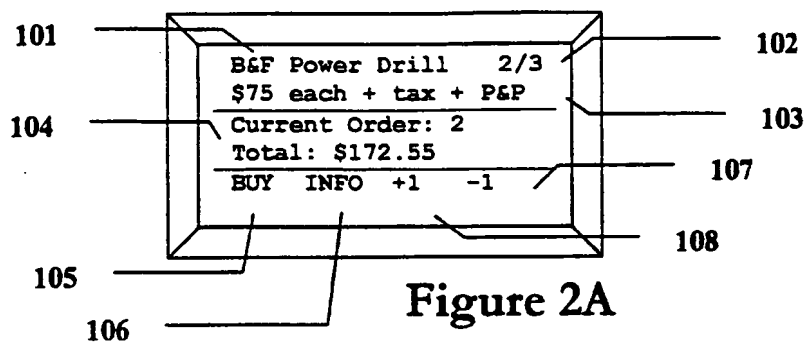 101
B&F Power Drill 2/3
102
$75 each + tax + P&P
103
104
Current Order: 2
Total: $172.55
107
BUY INFO +1 -1
108
105
Figure 2A
106